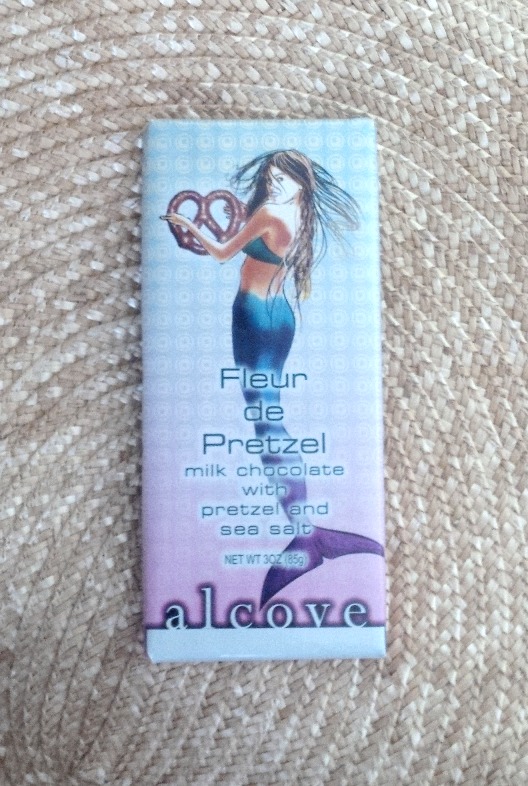 Fleur
de
Pretzel
milk chocolate
with
pretzel and
sea salt
NET WT 3OZ (85g)
alcove